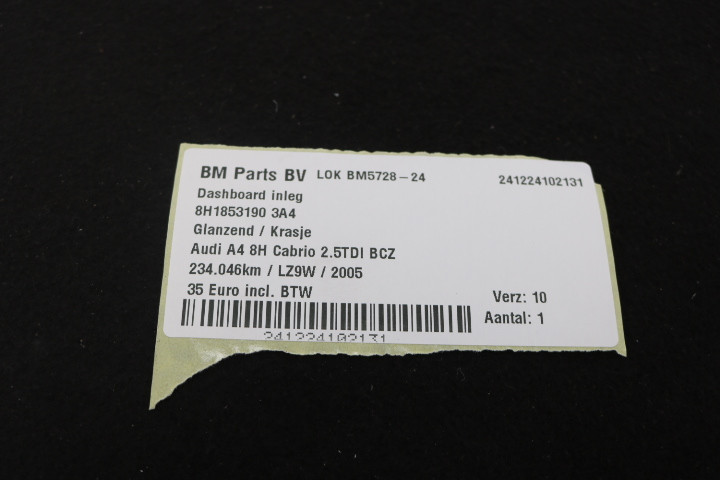 BM Parts BV LOK BM5728-24 241224102131
Dashboard inleg
8H1853190 3A4
Glanzend / Krasje
Audi A4 8H Cabrio 2.5TDI BCZ
234.046km / LZ9W / 2005
35 Euro incl. BTW Verz: 10
Aantal: 1
241224102131